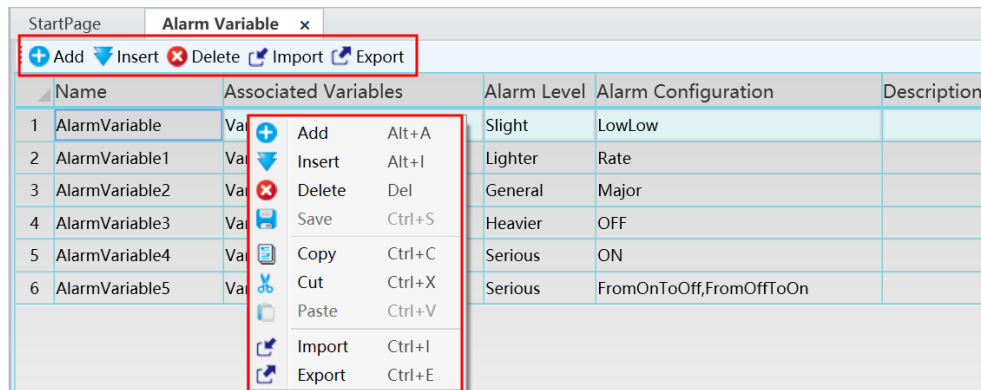 StartPage Alarm Variable ×
Add Insert Delete Import Export
Name Associated Variables Alarm Level Alarm Configuration Description
1 AlarmVariable Slight LowLow
Add Alt+A
2 AlarmVariable1 Lighter Rate
Insert Alt+I
3 AlarmVariable2 General Major
Delete Del
4 AlarmVariable3 Heavier OFF
Save Ctrl+S
5 AlarmVariable4 Serious ON
Copy Ctrl+C
6 AlarmVariable5 Serious FromOnToOff,FromOffToOn
Cut Ctrl+X
Paste Ctrl+V
Import Ctrl+I
Export Ctrl+E